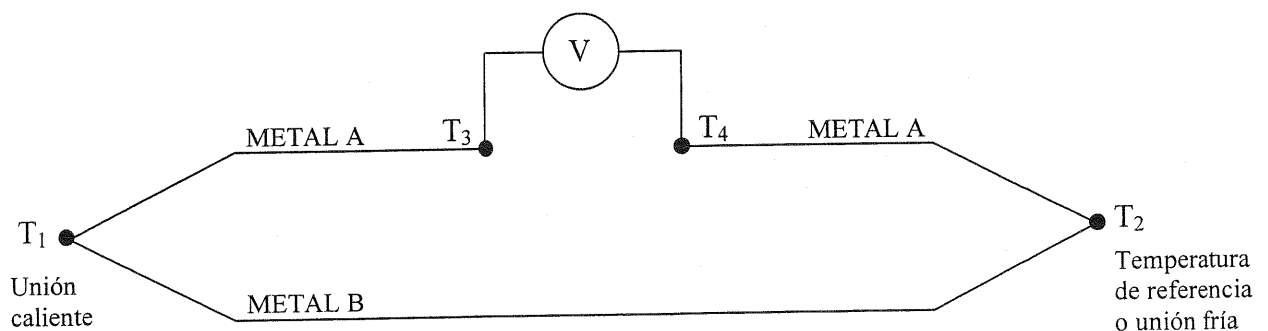 V
METAL A
T₃
T₄
METAL A
T₁
Unión
caliente
T₂
Temperatura
de referencia
o unión fría
METAL B